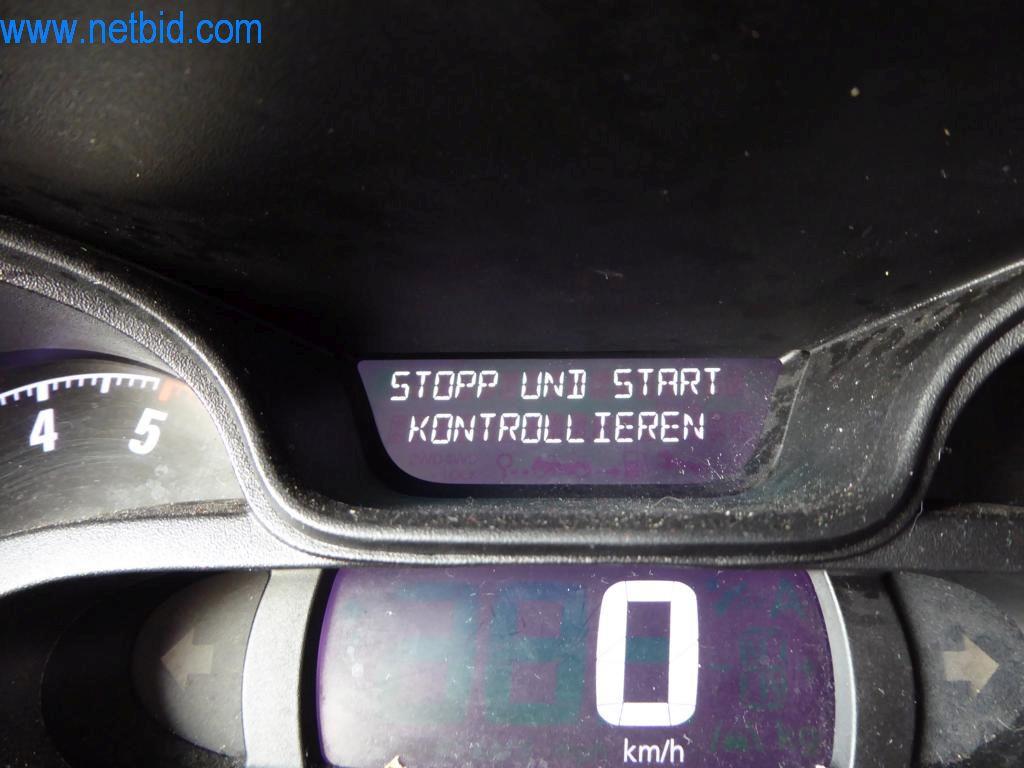 www.netbid.com
STOPP UND START
KONTROLLIEREN
4 5
0
km/h